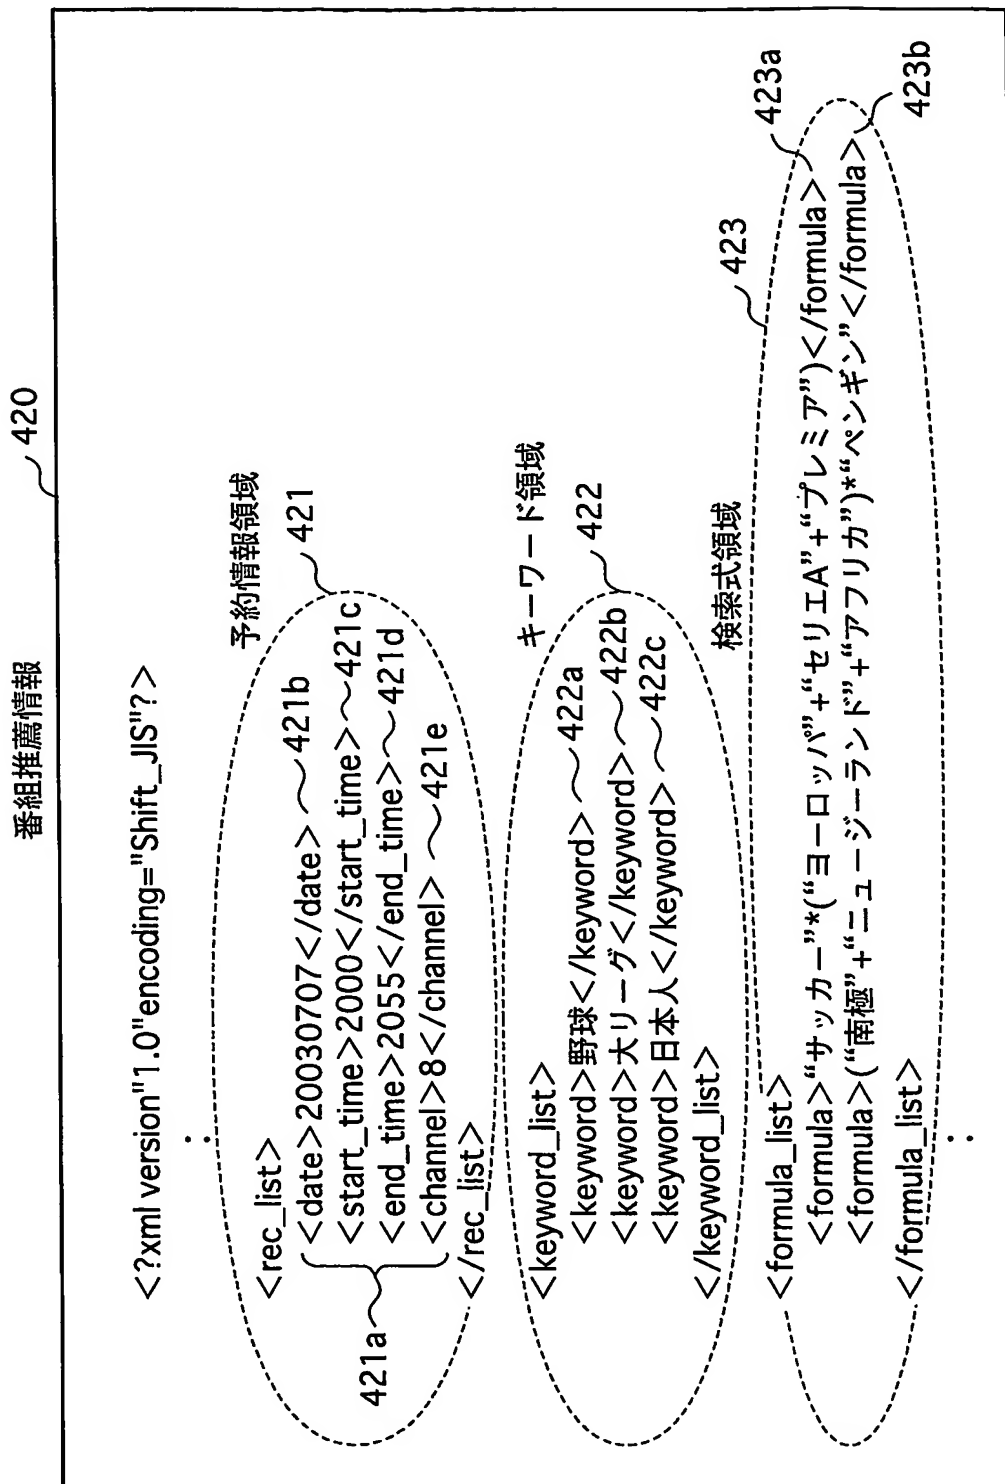 番組推薦情報 420
<?xml version"1.0"encoding="Shift_JIS"?>
:
予約情報領域
421
<rec_list>
<date>20030707</date> 421b
<start_time>2000</start_time> 421c
<end_time>2055</end_time> 421d
<channel>8</channel> 421e
421a
</rec_list>
キーワード領域
422
<keyword_list>
<keyword>野球</keyword> 422a
<keyword>大リーグ</keyword> 422b
<keyword>日本人</keyword> 422c
</keyword_list>
検索式領域
423
<formula_list>
<formula>“サッカー”*(“ヨーロッパ”+“セリエA”+“プレミア”)</formula> 423a
<formula>(“南極”+“ニュージーランド”+“アフリカ”)*“ペンギン”</formula> 423b
</formula_list>
: